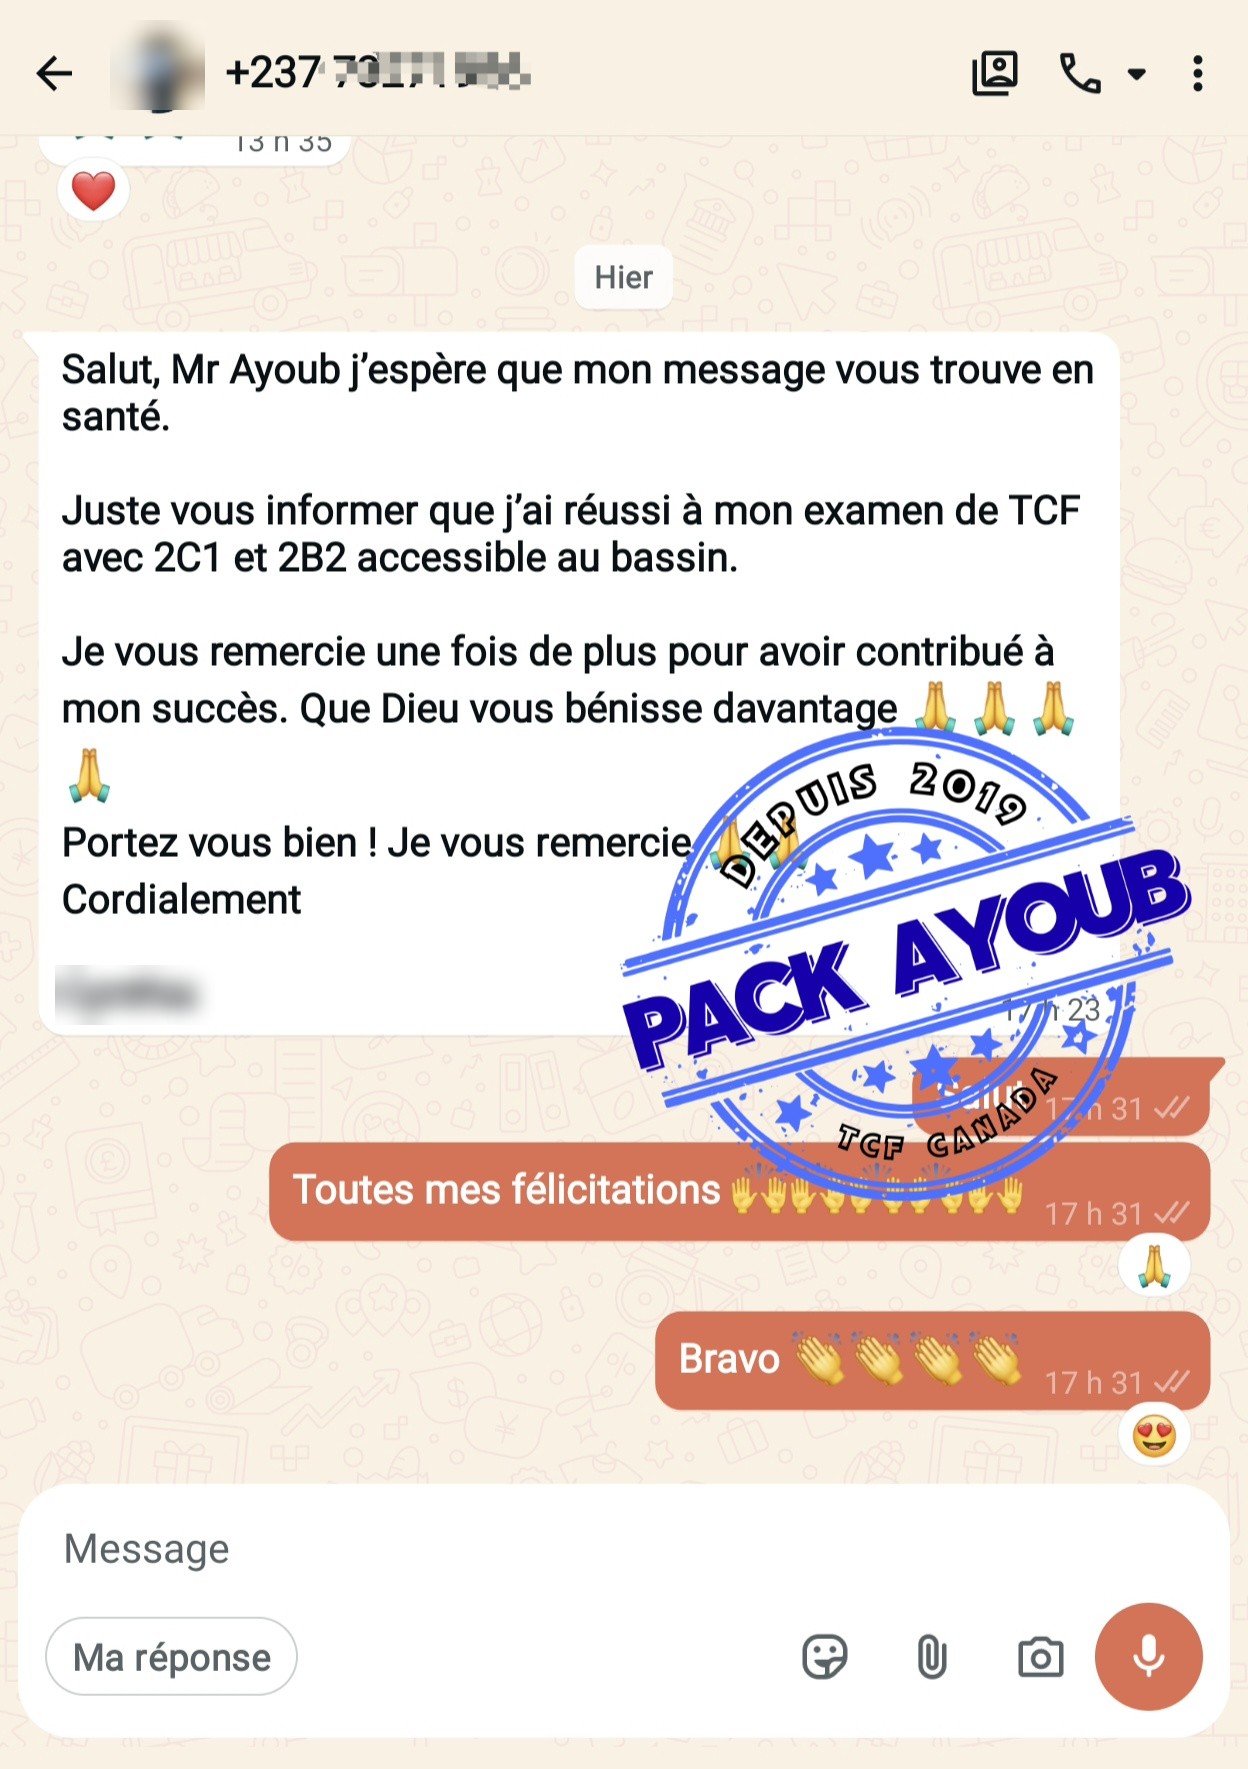 +237
13 h 35
Hier
Salut, Mr Ayoub j’espère que mon message vous trouve en
santé.
Juste vous informer que j’ai réussi à mon examen de TCF
avec 2C1 et 2B2 accessible au bassin.
Je vous remercie une fois de plus pour avoir contribué à
mon succès. Que Dieu vous bénisse davantage 🙏 🙏 🙏
🙏
Portez vous bien ! Je vous remercie 🙏 🙏
Cordialement
17 h 23
DEPUIS 2019
PACK AYOUB
TCF CANADA
Salut 17 h 31
Toutes mes félicitations 17 h 31
Bravo 👏👏👏👏 17 h 31
Message
Ma réponse